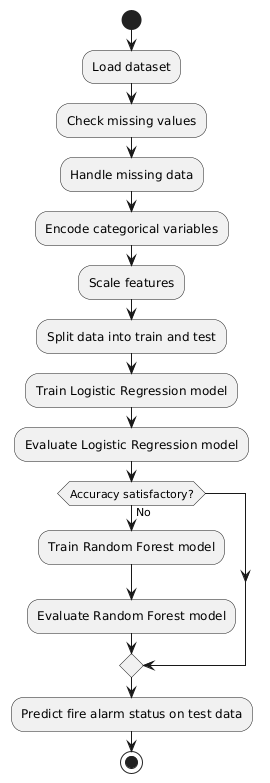 Load dataset
Check missing values
Handle missing data
Encode categorical variables
Scale features
Split data into train and test
Train Logistic Regression model
Evaluate Logistic Regression model
Accuracy satisfactory?
No
Train Random Forest model
Evaluate Random Forest model
Predict fire alarm status on test data